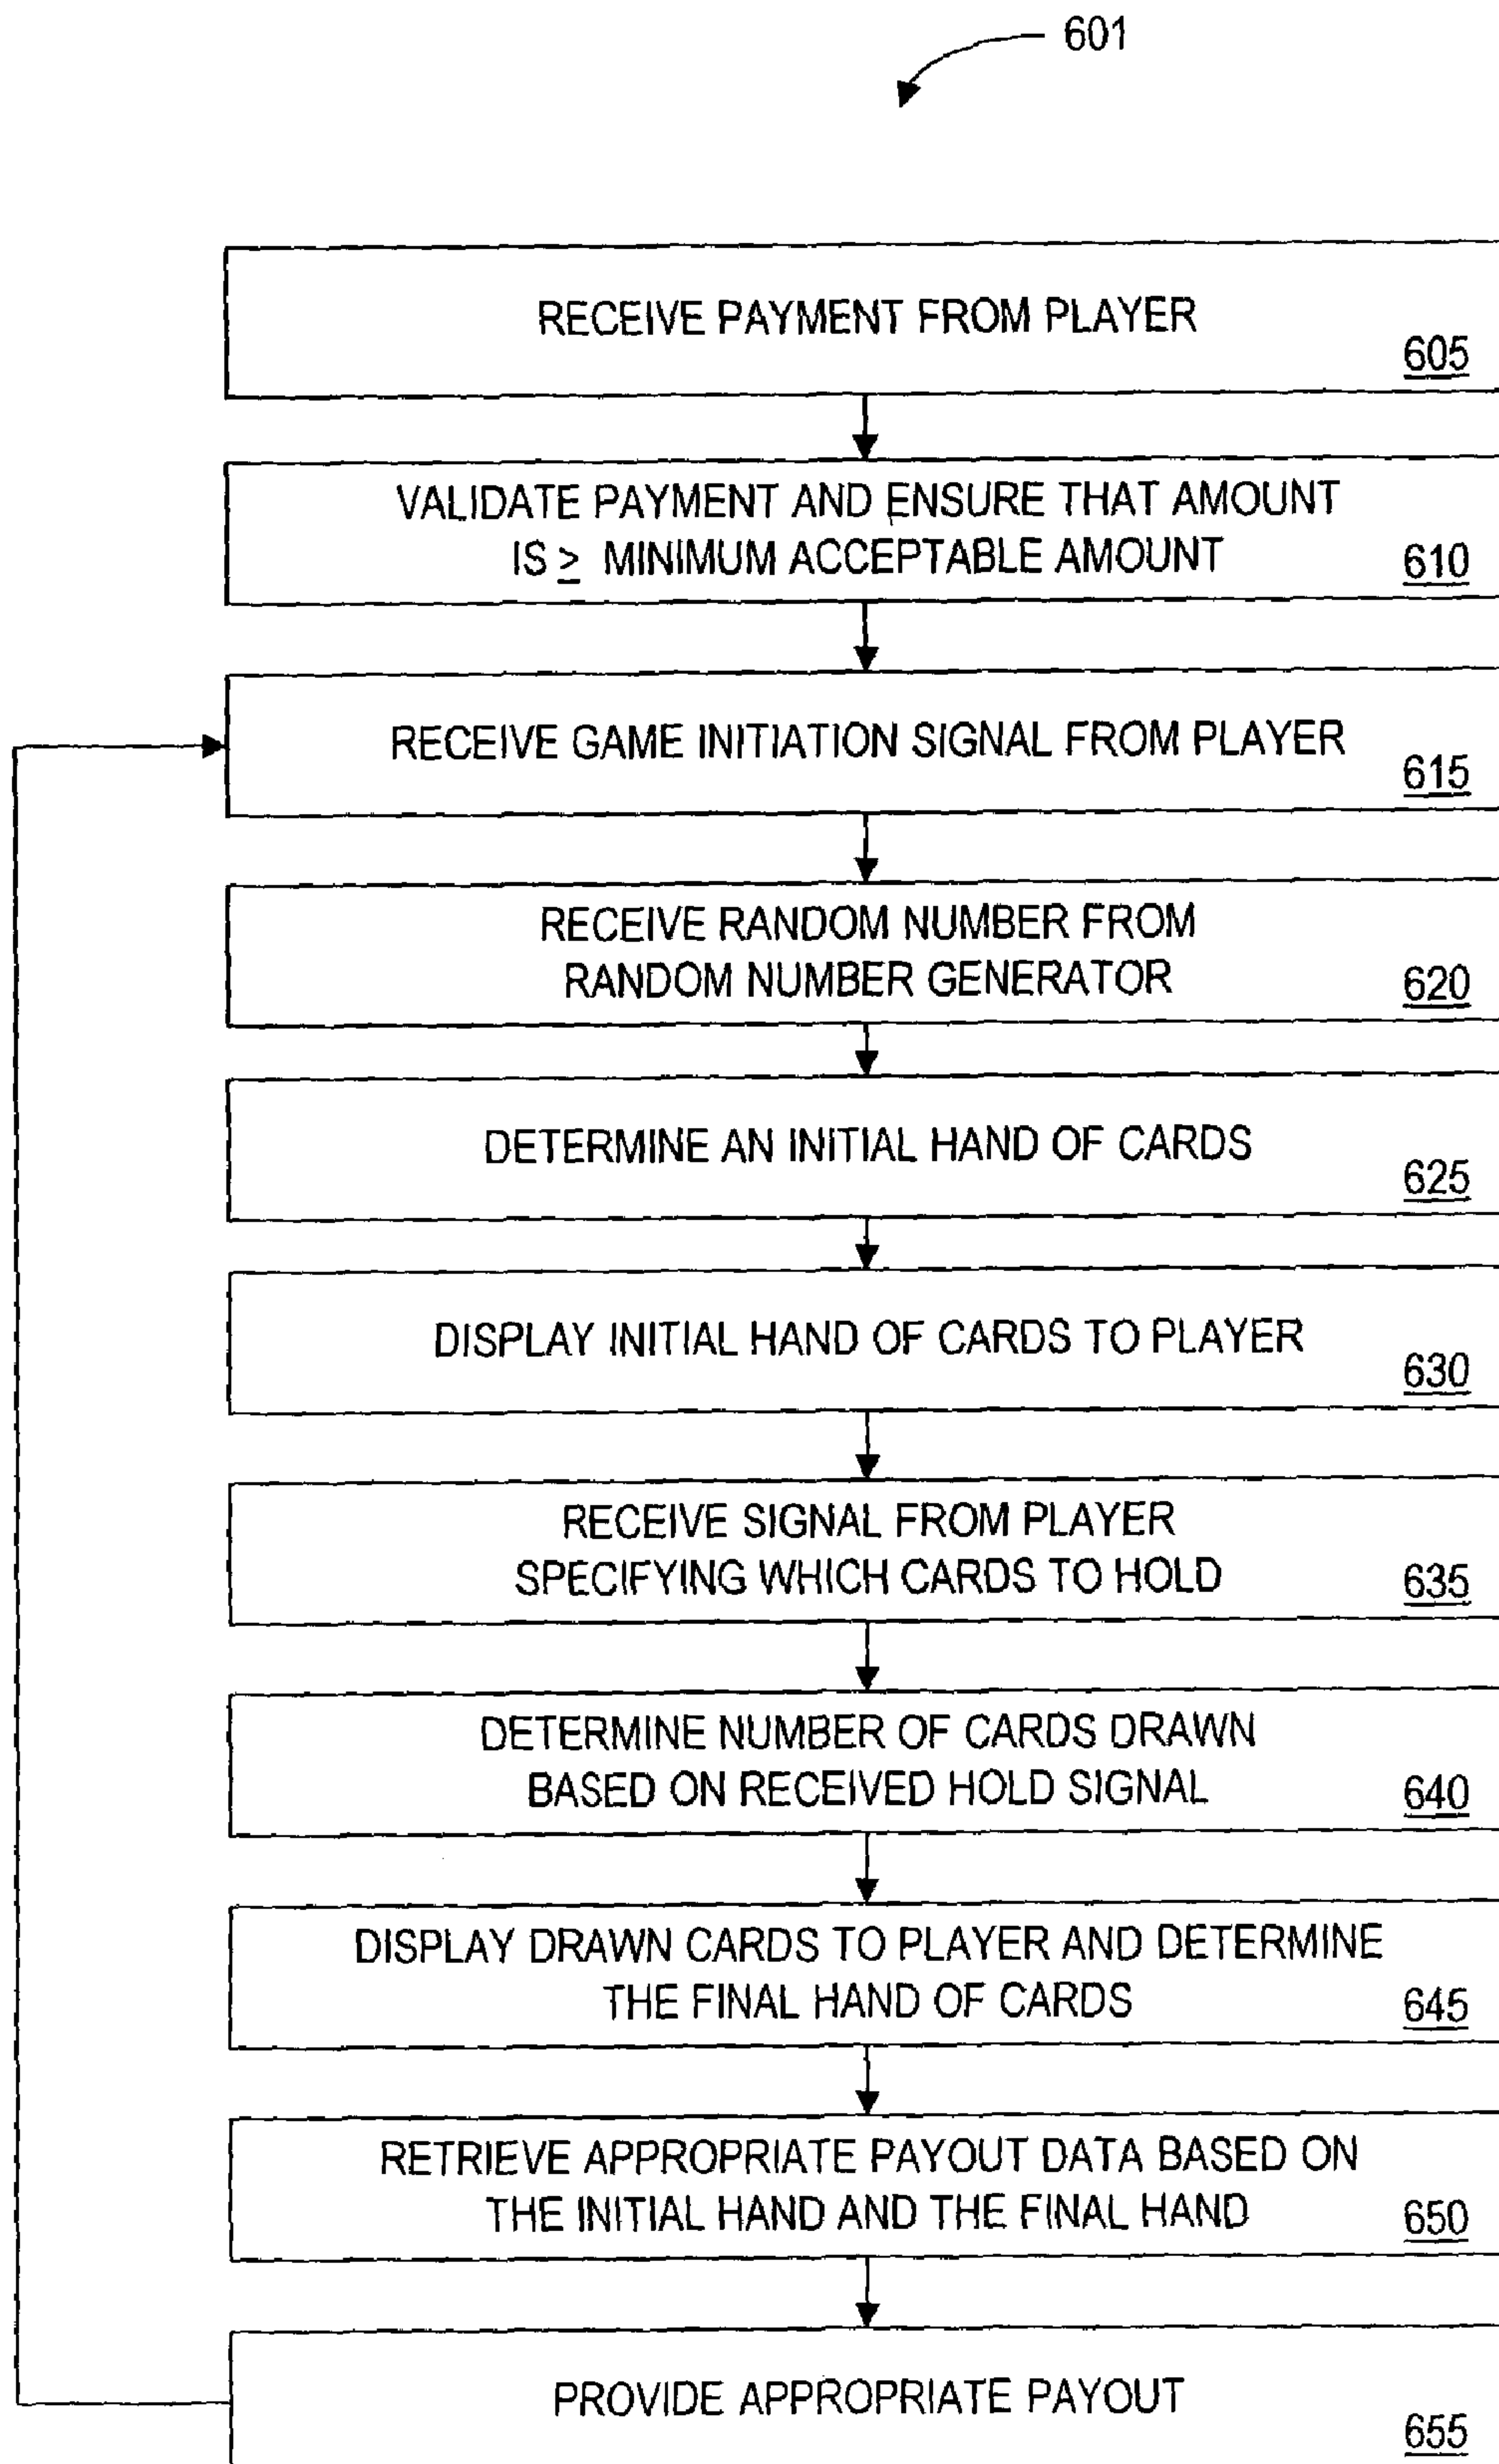 601
RECEIVE PAYMENT FROM PLAYER
605
VALIDATE PAYMENT AND ENSURE THAT AMOUNT
IS ≥ MINIMUM ACCEPTABLE AMOUNT
610
RECEIVE GAME INITIATION SIGNAL FROM PLAYER
615
RECEIVE RANDOM NUMBER FROM
RANDOM NUMBER GENERATOR
620
DETERMINE AN INITIAL HAND OF CARDS
625
DISPLAY INITIAL HAND OF CARDS TO PLAYER
630
RECEIVE SIGNAL FROM PLAYER
SPECIFYING WHICH CARDS TO HOLD
635
DETERMINE NUMBER OF CARDS DRAWN
BASED ON RECEIVED HOLD SIGNAL
640
DISPLAY DRAWN CARDS TO PLAYER AND DETERMINE
THE FINAL HAND OF CARDS
645
RETRIEVE APPROPRIATE PAYOUT DATA BASED ON
THE INITIAL HAND AND THE FINAL HAND
650
PROVIDE APPROPRIATE PAYOUT
655